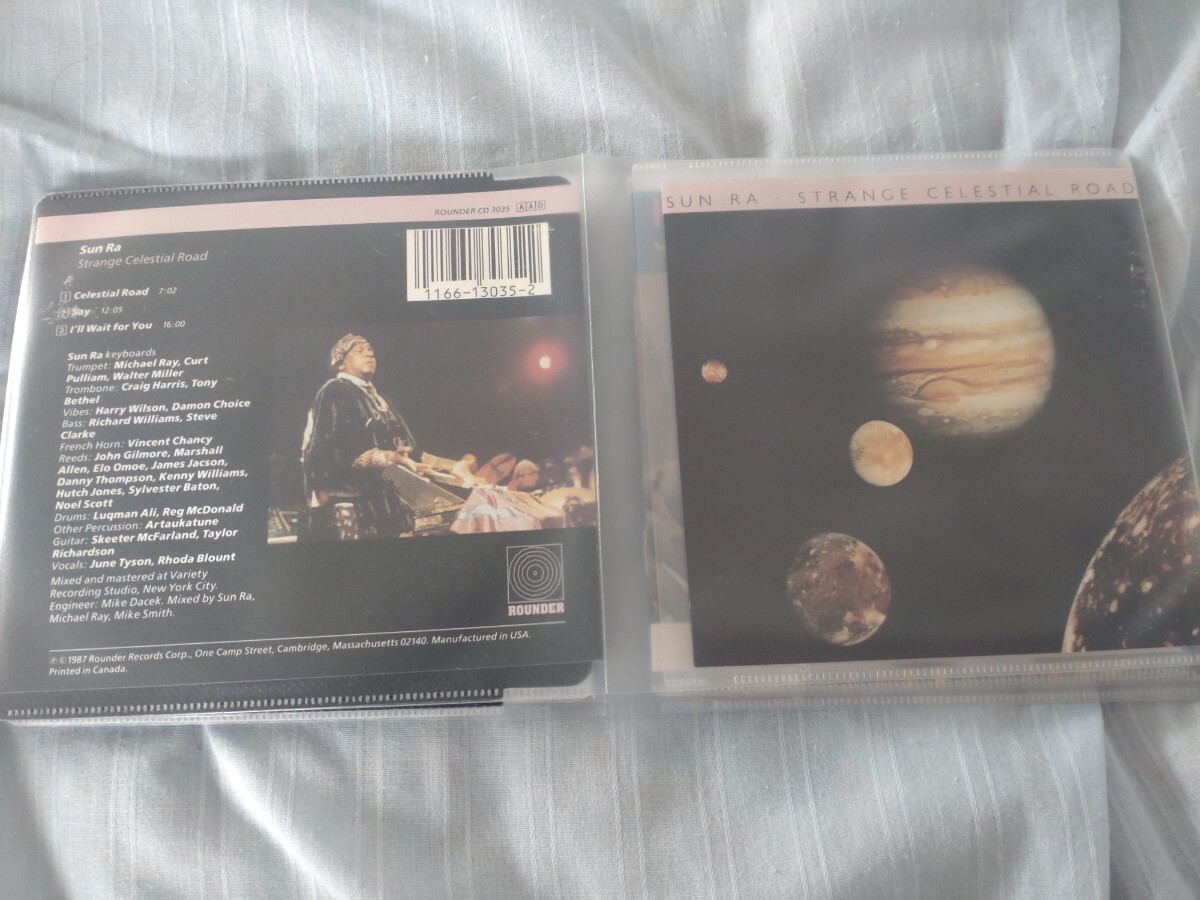 ROUNDER CD 3035 AAD
Sun Ra
Strange Celestial Road
1166-13035-2
1 Celestial Road 7:02
2 Say 12:05
3 I'll Wait for You 16:00
Sun Ra keyboards
Trumpet: Michael Ray, Curt
Pulliam, Walter Miller
Trombone: Craig Harris, Tony
Bethel
Vibes: Harry Wilson, Damon Choice
Bass: Richard Williams, Steve
Clarke
French Horn: Vincent Chancy
Reeds: John Gilmore, Marshall
Allen, Elo Omoe, James Jacson,
Danny Thompson, Kenny Williams,
Hutch Jones, Sylvester Baton,
Noel Scott
Drums: Luqman Ali, Reg McDonald
Other Percussion: Artaukatune
Guitar: Skeeter McFarland, Taylor
Richardson
Vocals: June Tyson, Rhoda Blount
Mixed and mastered at Variety
Recording Studio, New York City.
Engineer: Mike Dacek. Mixed by Sun Ra,
Michael Ray, Mike Smith.
ROUNDER
℗ © 1987 Rounder Records Corp., One Camp Street, Cambridge, Massachusetts 02140. Manufactured in USA.
Printed in Canada.
SUN RA · STRANGE CELESTIAL ROAD